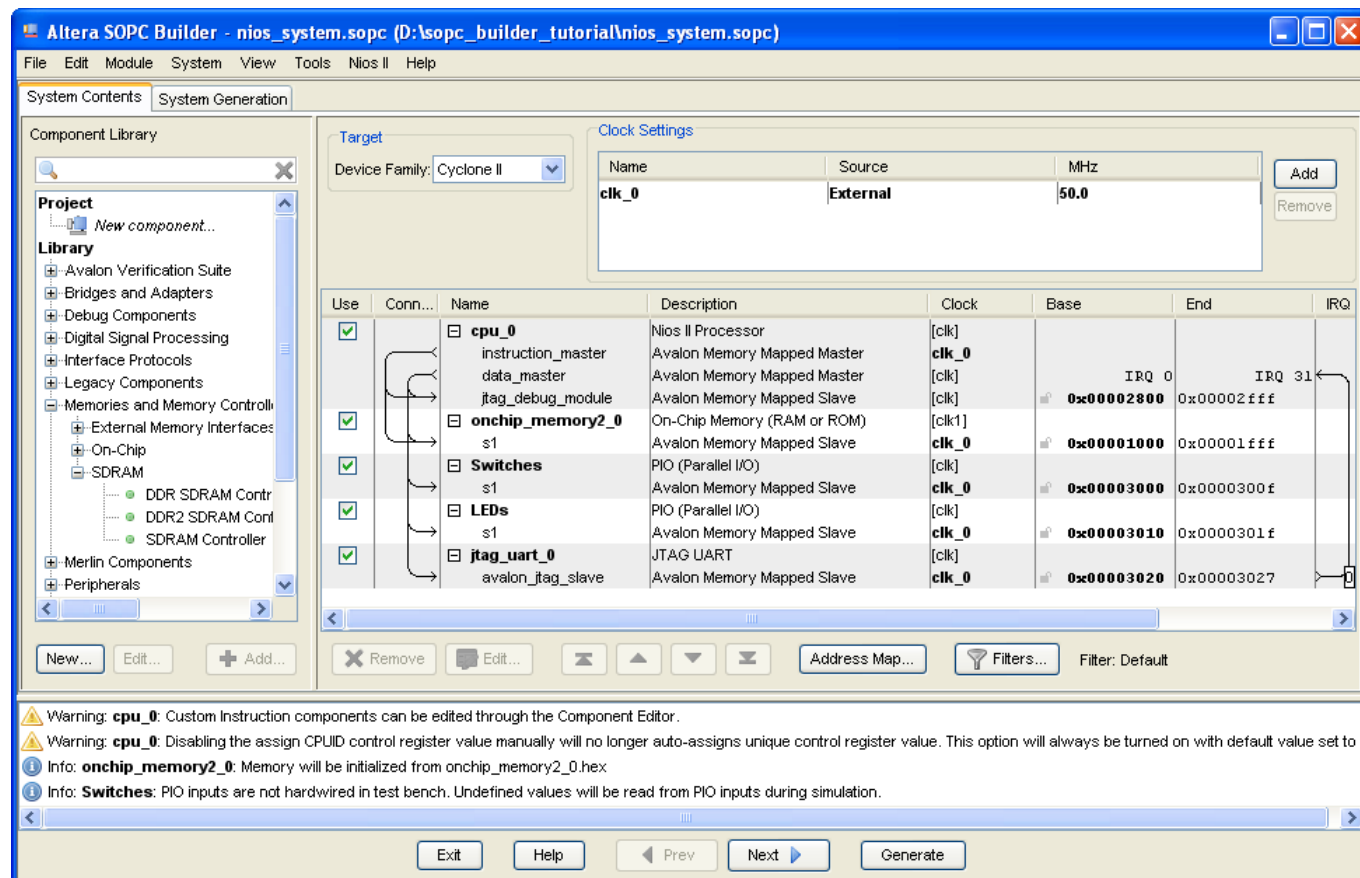 Altera SOPC Builder - nios_system.sopc (D:\sopc_builder_tutorial\nios_system.sopc)
File Edit Module System View Tools Nios II Help
System Contents System Generation
Component Library
Project
New component...
Library
Avalon Verification Suite
Bridges and Adapters
Debug Components
Digital Signal Processing
Interface Protocols
Legacy Components
Memories and Memory Controll
External Memory Interfaces
On-Chip
SDRAM
DDR SDRAM Contr
DDR2 SDRAM Cont
SDRAM Controller
Merlin Components
Peripherals
New... Edit... Add...
Target
Device Family: Cyclone II
Clock Settings
Name Source MHz
clk_0 External 50.0
Add
Remove
Use Conn... Name Description Clock Base End IRQ
cpu_0 Nios II Processor [clk]
instruction_master Avalon Memory Mapped Master clk_0
data_master Avalon Memory Mapped Master [clk] IRQ 0 IRQ 31
jtag_debug_module Avalon Memory Mapped Slave [clk] 0x00002800 0x00002fff
onchip_memory2_0 On-Chip Memory (RAM or ROM) [clk1]
s1 Avalon Memory Mapped Slave clk_0 0x00001000 0x00001fff
Switches PIO (Parallel I/O) [clk]
s1 Avalon Memory Mapped Slave clk_0 0x00003000 0x0000300f
LEDs PIO (Parallel I/O) [clk]
s1 Avalon Memory Mapped Slave clk_0 0x00003010 0x0000301f
jtag_uart_0 JTAG UART [clk]
avalon_jtag_slave Avalon Memory Mapped Slave clk_0 0x00003020 0x00003027 0
Remove Edit... Address Map... Filters... Filter: Default
Warning: cpu_0: Custom Instruction components can be edited through the Component Editor.
Warning: cpu_0: Disabling the assign CPUID control register value manually will no longer auto-assigns unique control register value. This option will always be turned on with default value set to
Info: onchip_memory2_0: Memory will be initialized from onchip_memory2_0.hex
Info: Switches: PIO inputs are not hardwired in test bench. Undefined values will be read from PIO inputs during simulation.
Exit Help Prev Next Generate